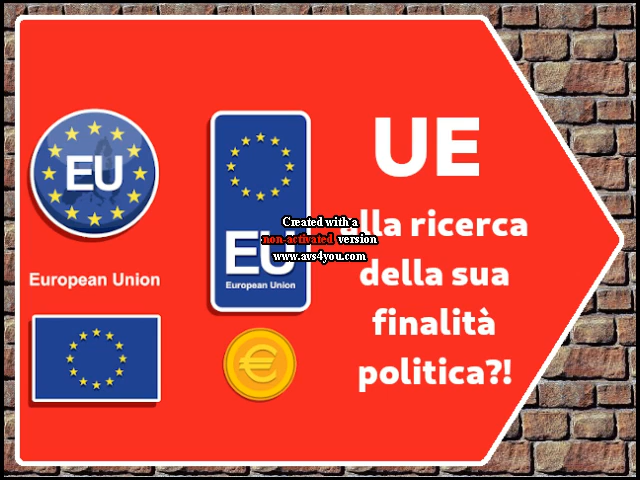 EU
European Union
EU
European Union
€
UE
alla ricerca
della sua
finalità
politica?!
Created with a
non-activated version
www.avs4you.com